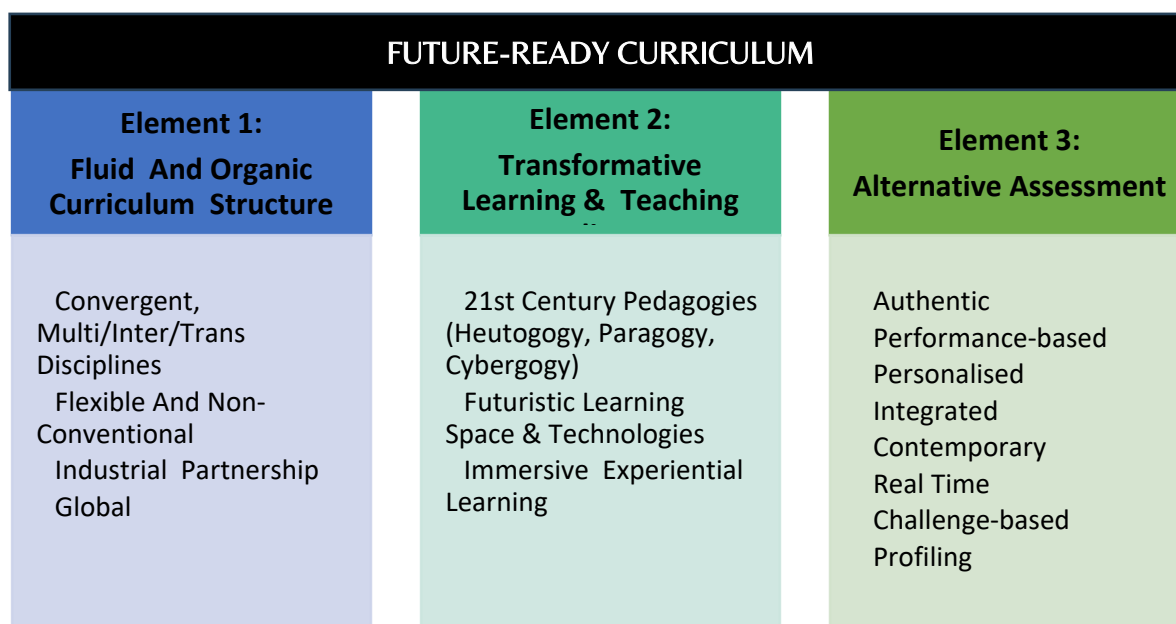 FUTURE-READY CURRICULUM
Element 1:
Fluid And Organic
Curriculum Structure
Convergent,
Multi/Inter/Trans
Disciplines
Flexible And Non-
Conventional
Industrial Partnership
Global
Element 2:
Transformative
Learning & Teaching
21st Century Pedagogies
(Heutogogy, Paragogy,
Cybergogy)
Futuristic Learning
Space & Technologies
Immersive Experiential
Learning
Element 3:
Alternative Assessment
Authentic
Performance-based
Personalised
Integrated
Contemporary
Real Time
Challenge-based
Profiling